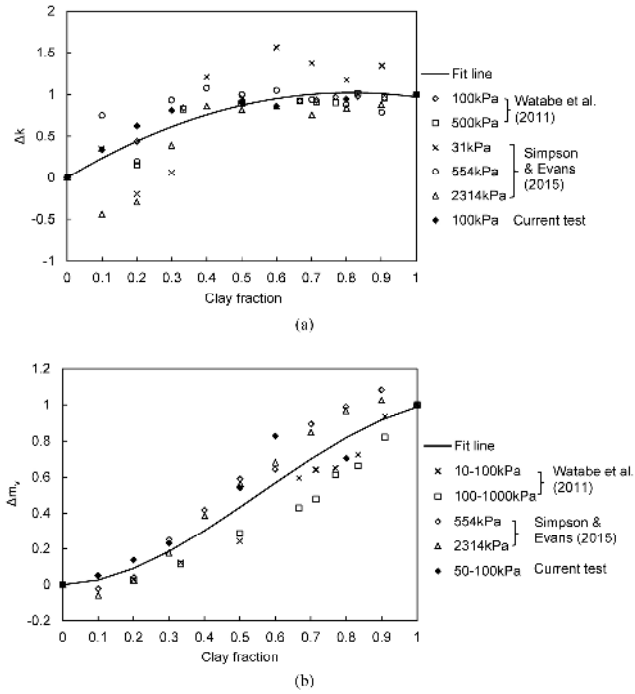 (a)
Δk
2
1.5
1
0.5
0
-0.5
-1
0 0.1 0.2 0.3 0.4 0.5 0.6 0.7 0.8 0.9 1
Clay fraction
Fit line
100kPa
500kPa
Watabe et al.
(2011)
31kPa
554kPa
2314kPa
Simpson
& Evans
(2015)
100kPa Current test
(a)
Δmv
1.2
1
0.8
0.6
0.4
0.2
0
-0.2
0 0.1 0.2 0.3 0.4 0.5 0.6 0.7 0.8 0.9 1
Clay fraction
Fit line
10-100kPa
100-1000kPa
Watabe et al.
(2011)
554kPa
2314kPa
Simpson &
Evans (2015)
50-100kPa Current test
(b)